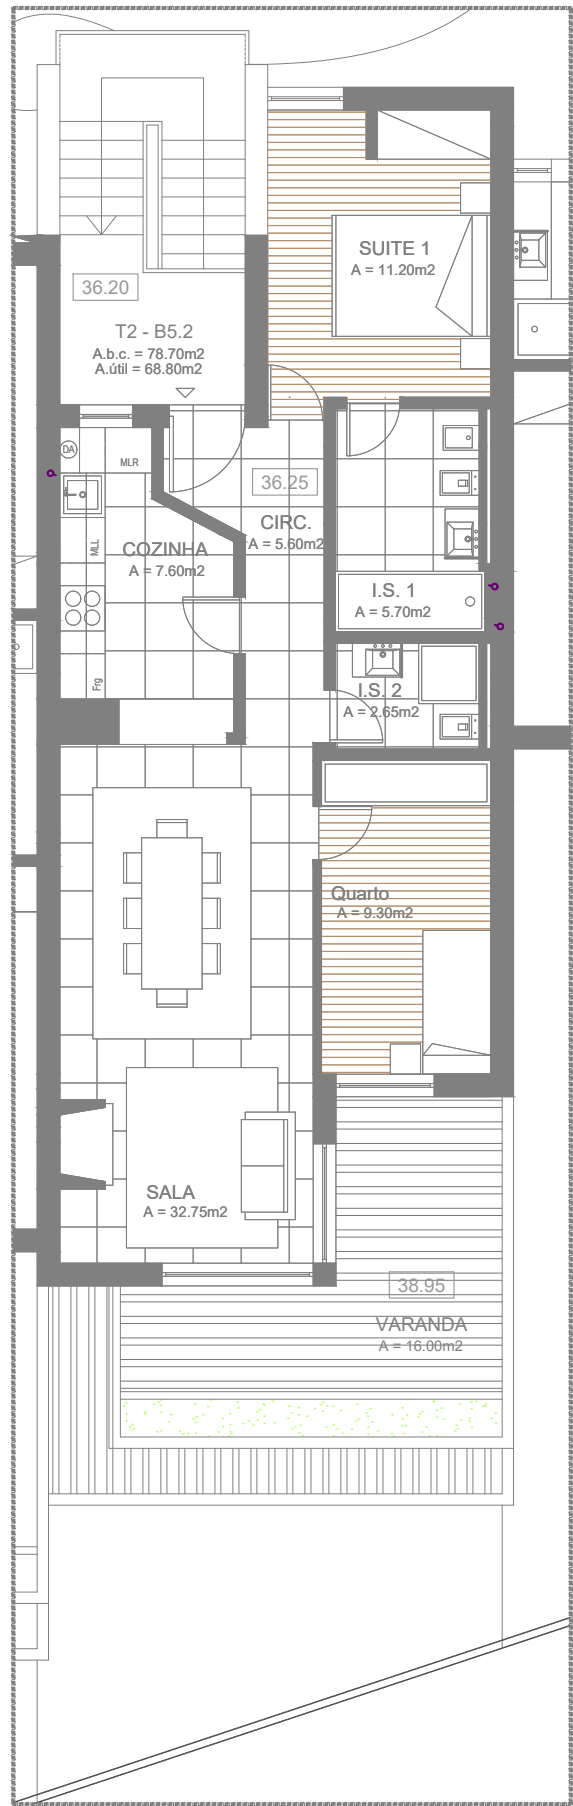 SUITE 1
A = 11.20m2
36.20
T2 - B5.2
A.b.c. = 78.70m2
A.útil = 68.80m2
DA
MLR
36.25
CIRC.
A = 5.60m2
MLL
COZINHA
A = 7.60m2
I.S. 1
A = 5.70m2
Frg
I.S. 2
A = 2.65m2
Quarto
A = 9.30m2
SALA
A = 32.75m2
38.95
VARANDA
A = 16.00m2